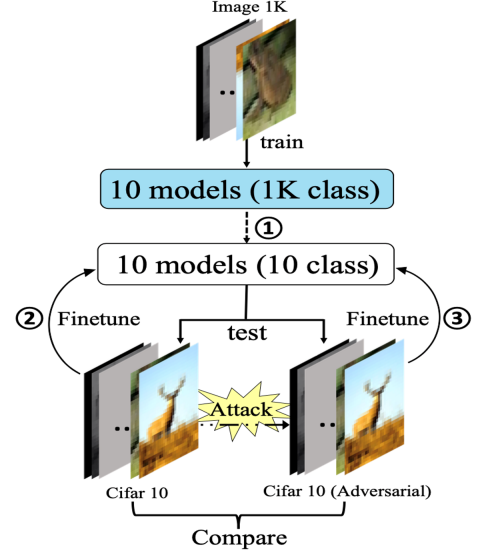 Image 1K
train
10 models (1K class)
①
10 models (10 class)
②
Finetune
test
Finetune
③
Attack
Cifar 10
Cifar 10 (Adversarial)
Compare